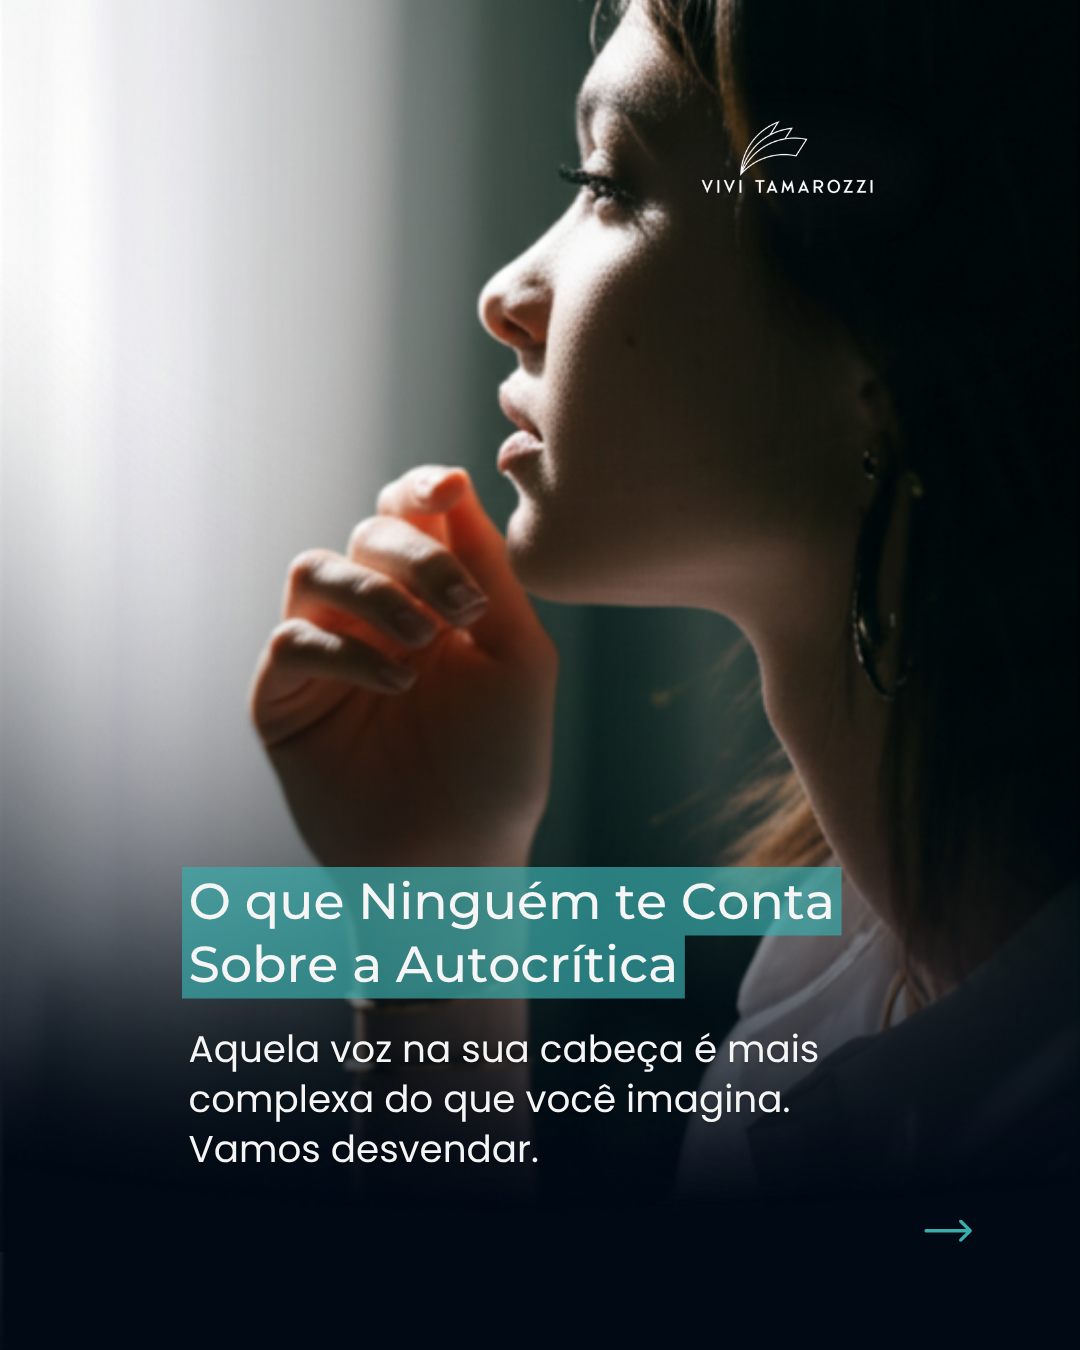 VIVI TAMAROZZI
O que Ninguém te Conta
Sobre a Autocrítica
Aquela voz na sua cabeça é mais
complexa do que você imagina.
Vamos desvendar.